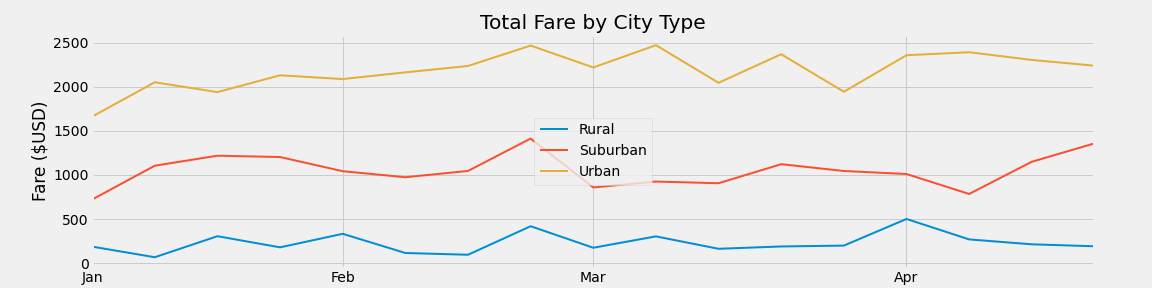 Total Fare by City Type
Fare ($USD)
2500
2000
1500
1000
500
0
Rural
Suburban
Urban
Jan Feb Mar Apr